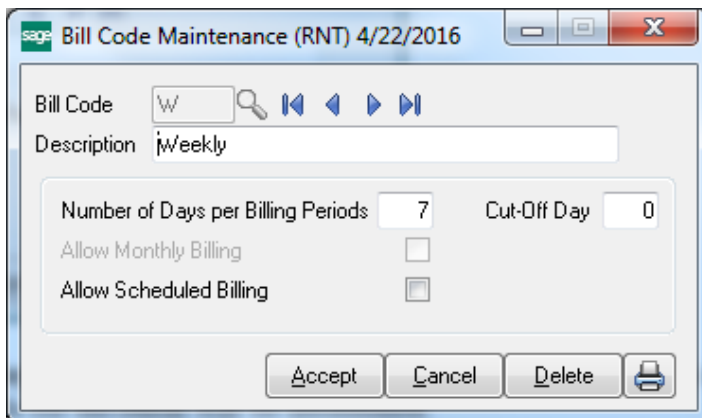 sage Bill Code Maintenance (RNT) 4/22/2016
Bill Code W
Description Weekly
Number of Days per Billing Periods 7 Cut-Off Day 0
Allow Monthly Billing
Allow Scheduled Billing
Accept Cancel Delete